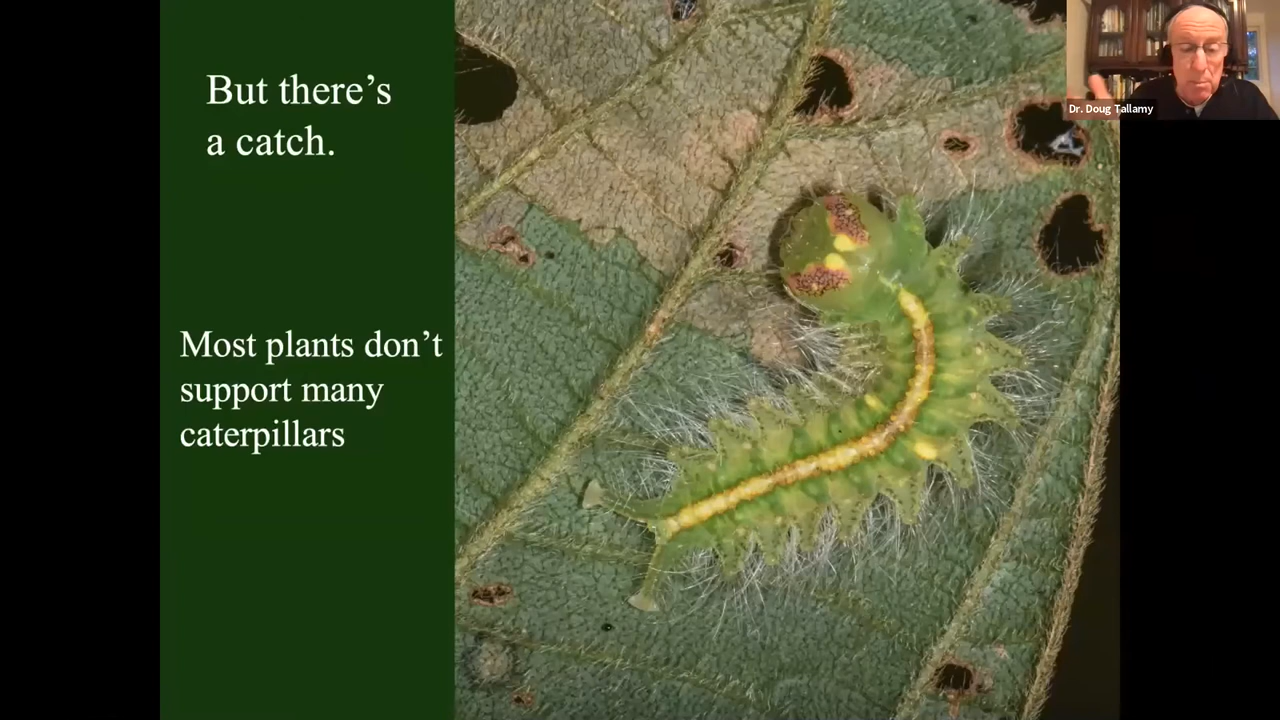 But there’s
a catch.
Most plants don’t
support many
caterpillars
Dr. Doug Tallamy